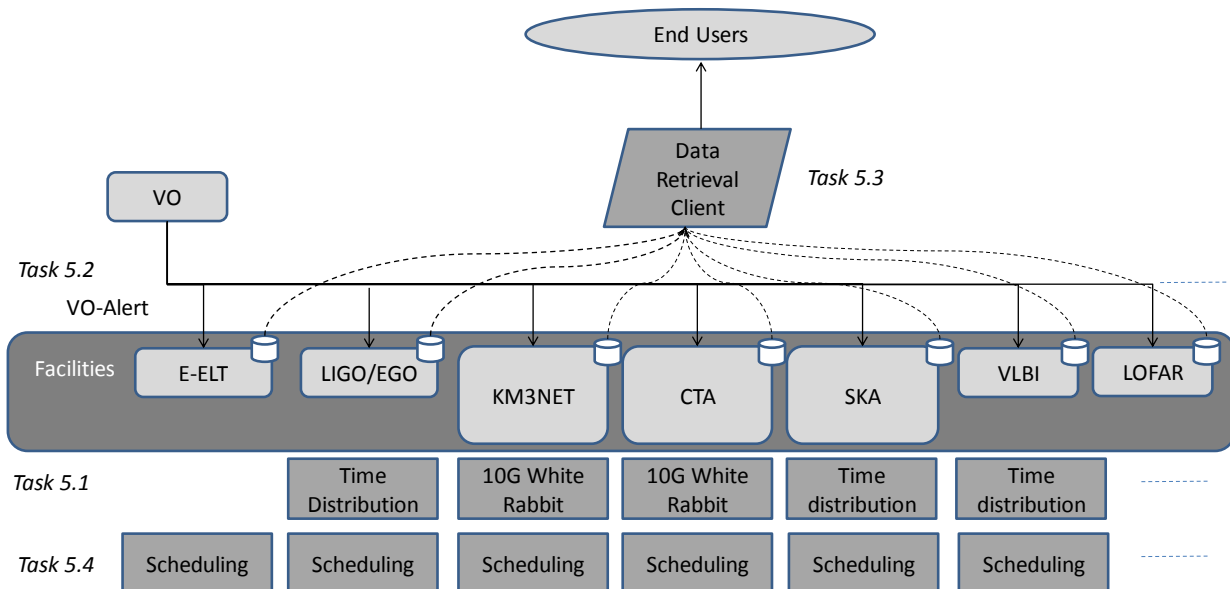 End Users
Data
Retrieval
Client
Task 5.3
VO
Task 5.2
VO-Alert
Facilities
E-ELT
LIGO/EGO
KM3NET
CTA
SKA
VLBI
LOFAR
Task 5.1
Time
Distribution
10G White
Rabbit
10G White
Rabbit
Time
distribution
Time
distribution
Task 5.4
Scheduling
Scheduling
Scheduling
Scheduling
Scheduling
Scheduling